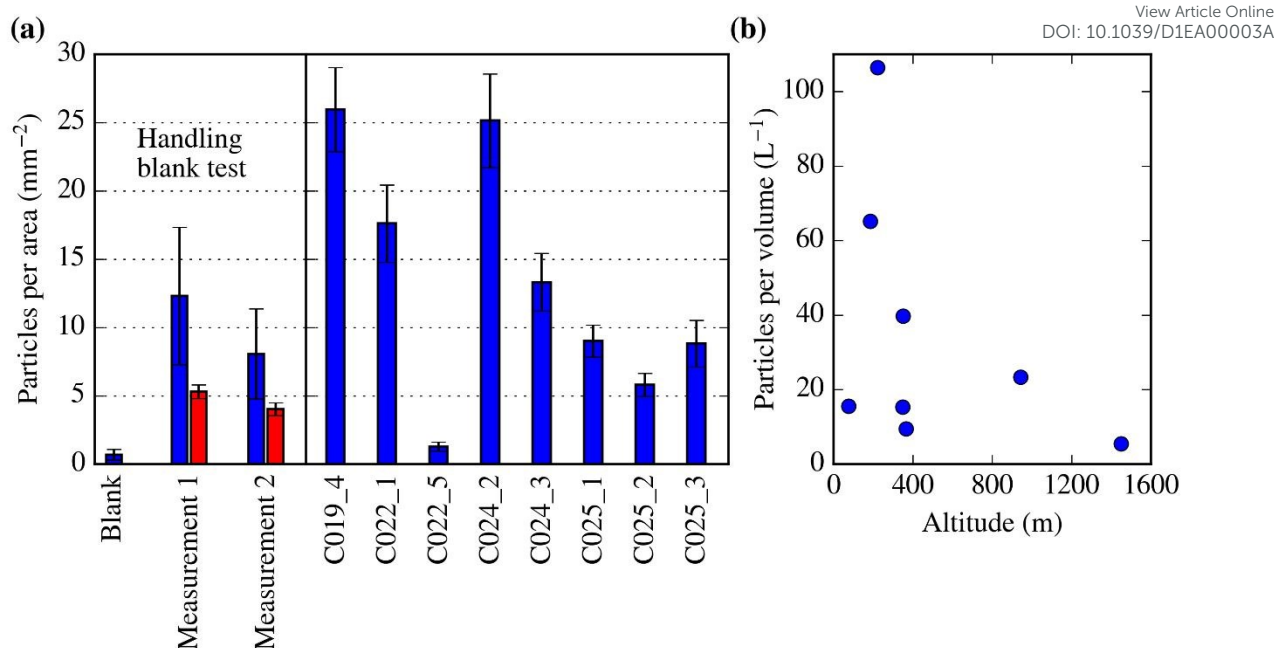 View Article Online
DOI: 10.1039/D1EA00003A
(a)
Particles per area (mm⁻²)
30
25
20
15
10
5
0
Handling
blank test
Blank
Measurement 1
Measurement 2
C019_4
C022_1
C022_5
C024_2
C024_3
C025_1
C025_2
C025_3
(b)
Particles per volume (L⁻¹)
100
80
60
40
20
0
0 400 800 1200 1600
Altitude (m)